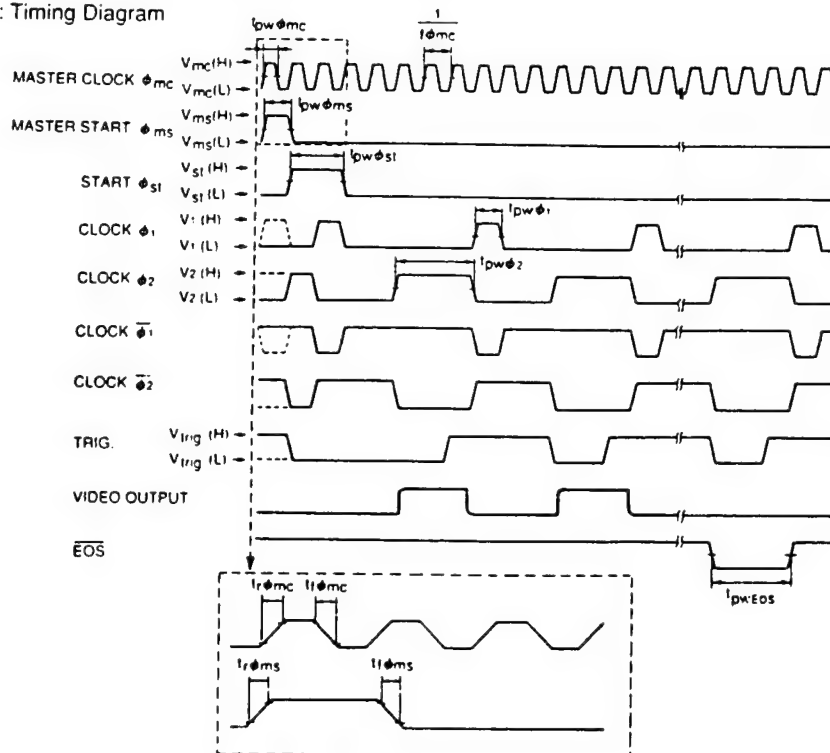 : Timing Diagram
tpwϕmc
1
fϕmc
MASTER CLOCK ϕmc
Vmc(H)
Vmc(L)
tpwϕms
MASTER START ϕms
Vms(H)
Vms(L)
tpwϕst
START ϕst
Vst(H)
Vst(L)
CLOCK ϕ1
V1(H)
V1(L)
tpwϕ1
CLOCK ϕ2
V2(H)
V2(L)
tpwϕ2
CLOCK ϕ̅1
CLOCK ϕ̅2
TRIG.
Vtrig (H)
Vtrig (L)
VIDEO OUTPUT
E̅O̅S̅
tpw:EOS
trϕmc tfϕmc
trϕms tfϕms